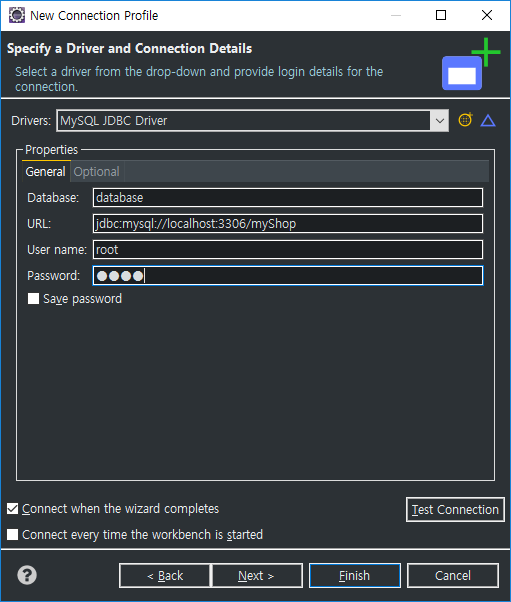 New Connection Profile
Specify a Driver and Connection Details
Select a driver from the drop-down and provide login details for the
connection.
Drivers: MySQL JDBC Driver
Properties
General Optional
Database: database
URL: jdbc:mysql://localhost:3306/myShop
User name: root
Password: ●●●●
Save password
Connect when the wizard completes
Test Connection
Connect every time the workbench is started
? < Back Next > Finish Cancel